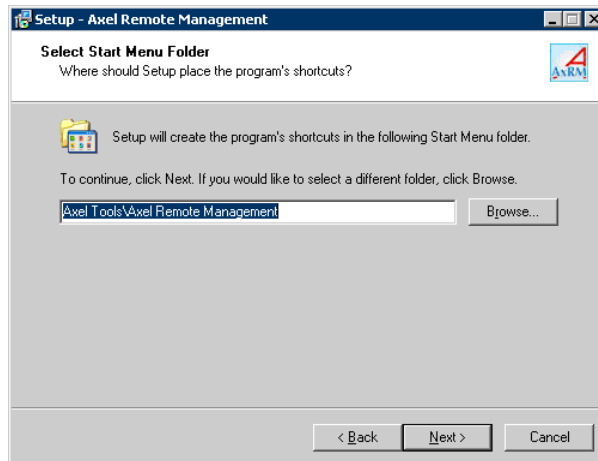 Setup - Axel Remote Management
Select Start Menu Folder
Where should Setup place the program's shortcuts?
AxRM
Setup will create the program's shortcuts in the following Start Menu folder.
To continue, click Next. If you would like to select a different folder, click Browse.
Axel Tools\Axel Remote Management
Browse...
< Back
Next >
Cancel